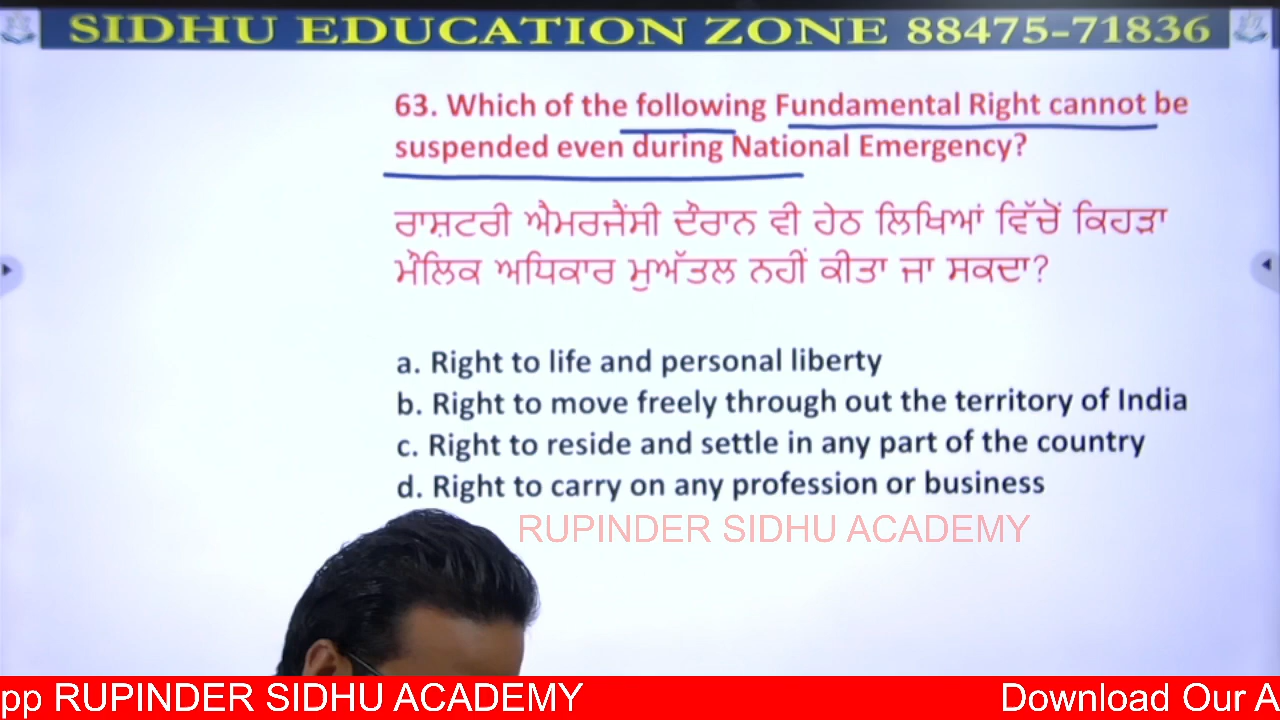 SIDHU EDUCATION ZONE 88475-71836
63. Which of the following Fundamental Right cannot be
suspended even during National Emergency?
ਰਾਸ਼ਟਰੀ ਐਮਰਜੈਂਸੀ ਦੌਰਾਨ ਵੀ ਹੇਠ ਲਿਖਿਆਂ ਵਿੱਚੋਂ ਕਿਹੜਾ
ਮੌਲਿਕ ਅਧਿਕਾਰ ਮੁਅੱਤਲ ਨਹੀਂ ਕੀਤਾ ਜਾ ਸਕਦਾ?
a. Right to life and personal liberty
b. Right to move freely through out the territory of India
c. Right to reside and settle in any part of the country
d. Right to carry on any profession or business
RUPINDER SIDHU ACADEMY
pp RUPINDER SIDHU ACADEMY Download Our A